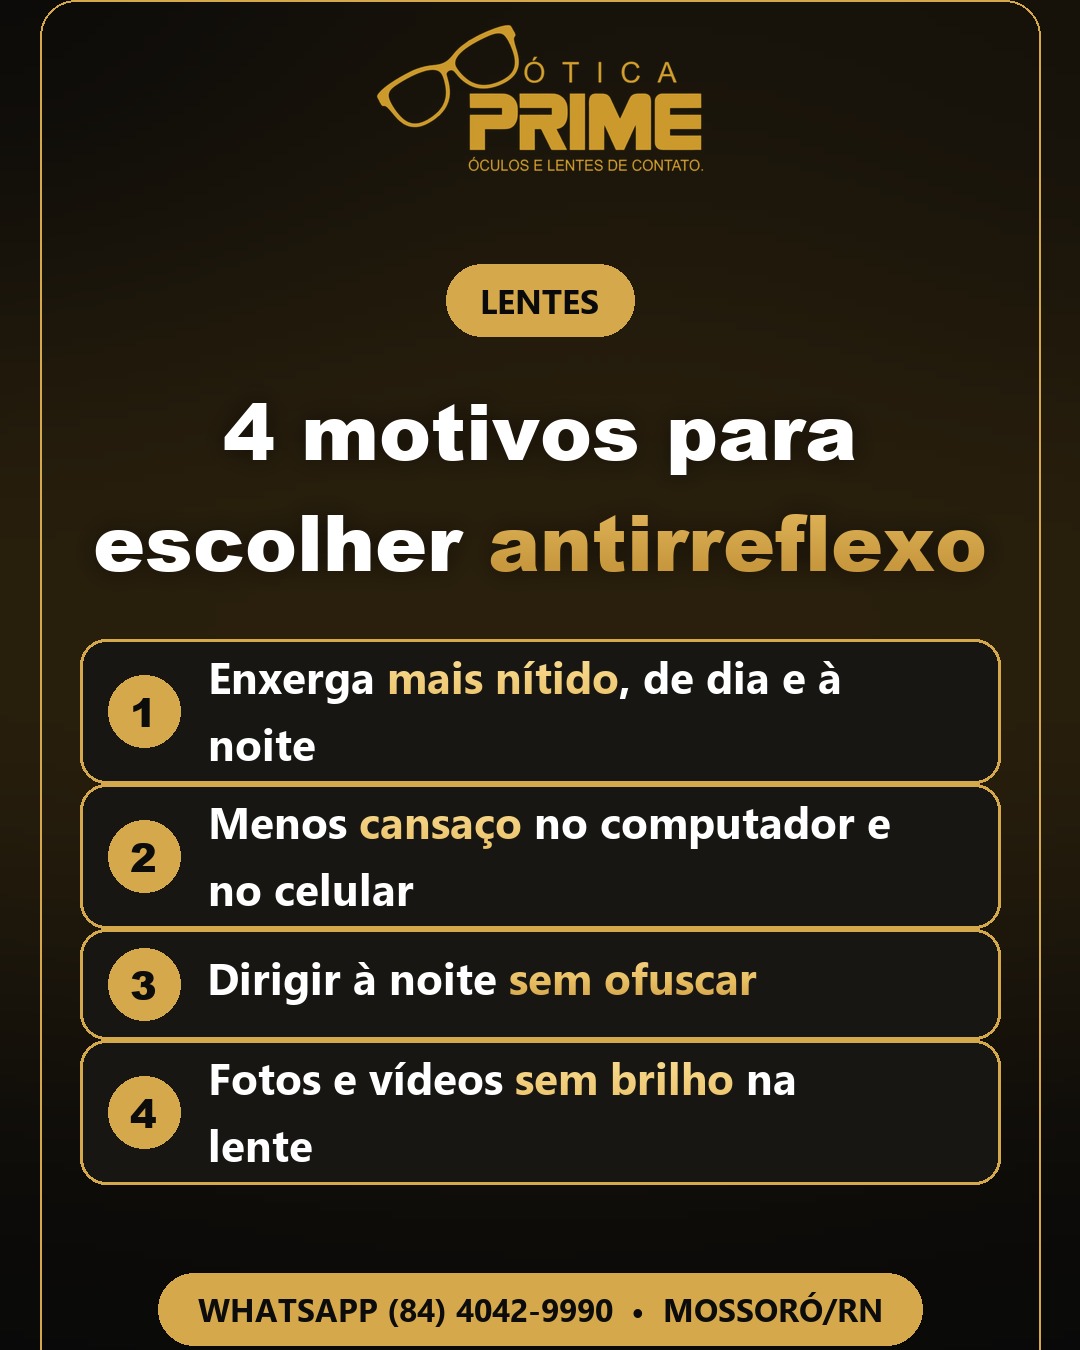 ÓTICA
PRIME
ÓCULOS E LENTES DE CONTATO.
LENTES
4 motivos para
escolher antirreflexo
1
Enxerga mais nítido, de dia e à
noite
2
Menos cansaço no computador e
no celular
3
Dirigir à noite sem ofuscar
4
Fotos e vídeos sem brilho na
lente
WHATSAPP (84) 4042-9990 • MOSSORÓ/RN